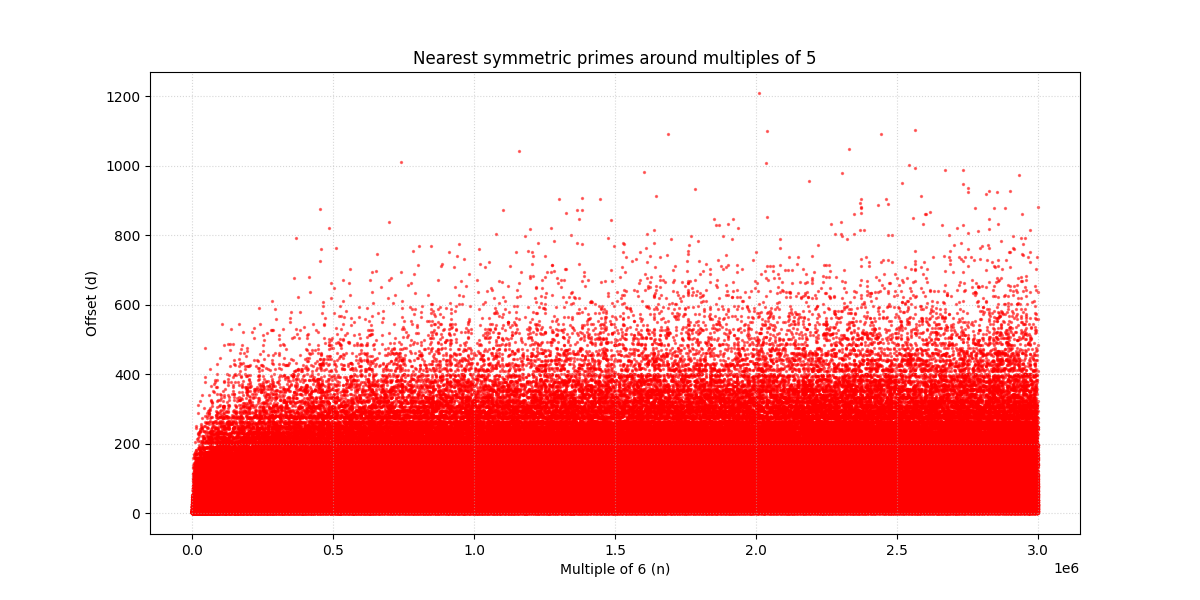 Nearest symmetric primes around multiples of 5
1200
1000
800
600
400
200
0
Offset (d)
0.0 0.5 1.0 1.5 2.0 2.5 3.0
1e6
Multiple of 6 (n)